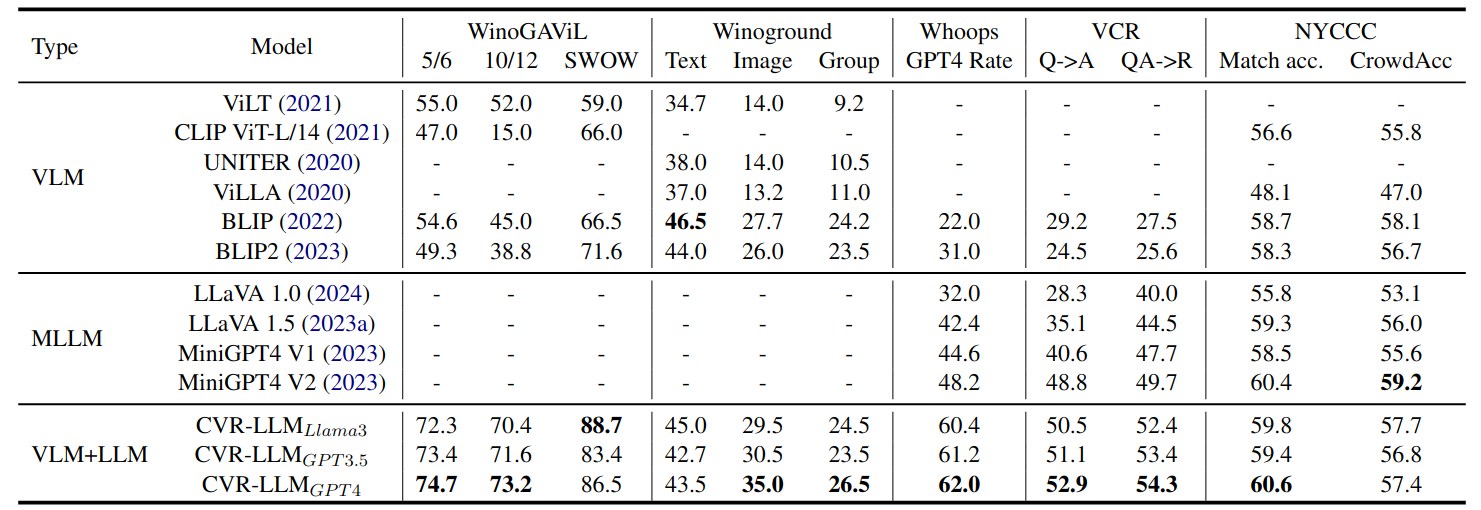 Type Model WinoGAViL Winoground Whoops VCR NYCCC
5/6 10/12 SWOW Text Image Group GPT4 Rate Q->A QA->R Match acc. CrowdAcc
VLM
ViLT (2021) 55.0 52.0 59.0 34.7 14.0 9.2 - - - - -
CLIP ViT-L/14 (2021) 47.0 15.0 66.0 - - - - - - 56.6 55.8
UNITER (2020) - - - 38.0 14.0 10.5 - - - - -
ViLLA (2020) - - - 37.0 13.2 11.0 - - - 48.1 47.0
BLIP (2022) 54.6 45.0 66.5 46.5 27.7 24.2 22.0 29.2 27.5 58.7 58.1
BLIP2 (2023) 49.3 38.8 71.6 44.0 26.0 23.5 31.0 24.5 25.6 58.3 56.7
MLLM
LLaVA 1.0 (2024) - - - - - - 32.0 28.3 40.0 55.8 53.1
LLaVA 1.5 (2023a) - - - - - - 42.4 35.1 44.5 59.3 56.0
MiniGPT4 V1 (2023) - - - - - - 44.6 40.6 47.7 58.5 55.6
MiniGPT4 V2 (2023) - - - - - - 48.2 48.8 49.7 60.4 59.2
VLM+LLM
CVR-LLM Llama3 72.3 70.4 88.7 45.0 29.5 24.5 60.4 50.5 52.4 59.8 57.7
CVR-LLM GPT3.5 73.4 71.6 83.4 42.7 30.5 23.5 61.2 51.1 53.4 59.4 56.8
CVR-LLM GPT4 74.7 73.2 86.5 43.5 35.0 26.5 62.0 52.9 54.3 60.6 57.4